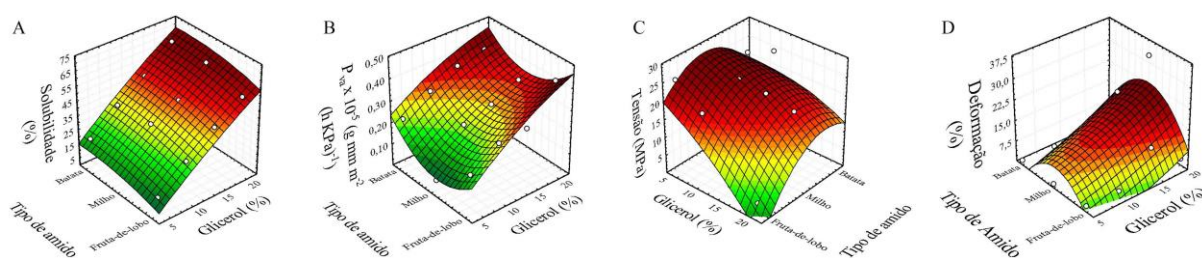 A
Solubilidade
(%)
75
65
55
45
35
25
15
5
Batata
Milho
Fruta-de-lobo
Tipo de amido
5
10
15
20
Glicerol (%)
B
P va x 10-5 (g mm m-2
(h KPa)-1)
0,50
0,40
0,30
0,20
0,10
Batata
Milho
Fruta-de-lobo
Tipo de amido
5
10
15
20
Glicerol (%)
C
Tensão (MPa)
30
25
20
15
10
5
5
10
15
20
Glicerol (%)
Batata
Milho
Fruta-de-lobo
Tipo de amido
D
Deformação
(%)
37,5
30,0
22,5
15,0
7,5
Batata
Milho
Fruta-de-lobo
Tipo de Amido
5
10
15
20
Glicerol (%)